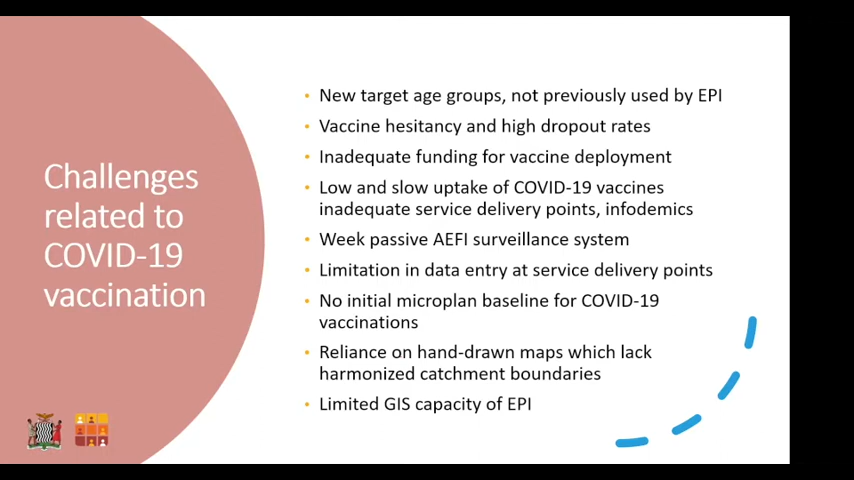 Challenges
related to
COVID-19
vaccination
• New target age groups, not previously used by EPI
• Vaccine hesitancy and high dropout rates
• Inadequate funding for vaccine deployment
• Low and slow uptake of COVID-19 vaccines
inadequate service delivery points, infodemics
• Week passive AEFI surveillance system
• Limitation in data entry at service delivery points
• No initial microplan baseline for COVID-19
vaccinations
• Reliance on hand-drawn maps which lack
harmonized catchment boundaries
• Limited GIS capacity of EPI